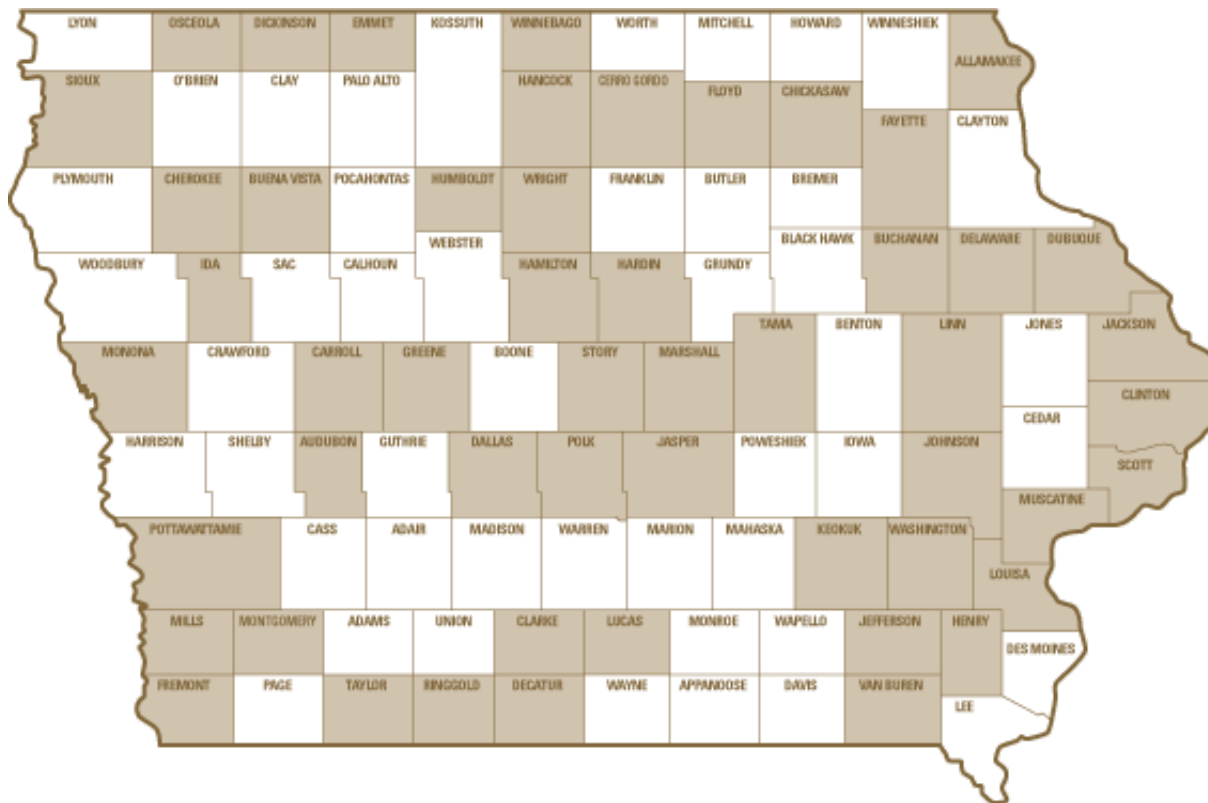 LYON
OSCEOLA
DICKINSON
EMMET
KOSSUTH
WINNEBAGO
WORTH
MITCHELL
HOWARD
WINNESHIEK
ALLAMAKEE
SIOUX
O'BRIEN
CLAY
PALO ALTO
HANCOCK
CERRO GORDO
FLOYD
CHICKASAW
FAYETTE
CLAYTON
PLYMOUTH
CHEROKEE
BUENA VISTA
POCAHONTAS
HUMBOLDT
WRIGHT
FRANKLIN
BUTLER
BREMER
WEBSTER
BLACK HAWK
BUCHANAN
DELAWARE
DUBUQUE
WOODBURY
IDA
SAC
CALHOUN
HAMILTON
HARDIN
GRUNDY
TAMA
BENTON
LINN
JONES
JACKSON
MONONA
CRAWFORD
CARROLL
GREENE
BOONE
STORY
MARSHALL
CLINTON
CEDAR
HARRISON
SHELBY
AUDUBON
GUTHRIE
DALLAS
POLK
JASPER
POWESHIEK
IOWA
JOHNSON
SCOTT
MUSCATINE
POTTAWATTAMIE
CASS
ADAIR
MADISON
WARREN
MARION
MAHASKA
KEOKUK
WASHINGTON
LOUISA
MILLS
MONTGOMERY
ADAMS
UNION
CLARKE
LUCAS
MONROE
WAPELLO
JEFFERSON
HENRY
DES MOINES
FREMONT
PAGE
TAYLOR
RINGGOLD
DECATUR
WAYNE
APPANOOSE
DAVIS
VAN BUREN
LEE